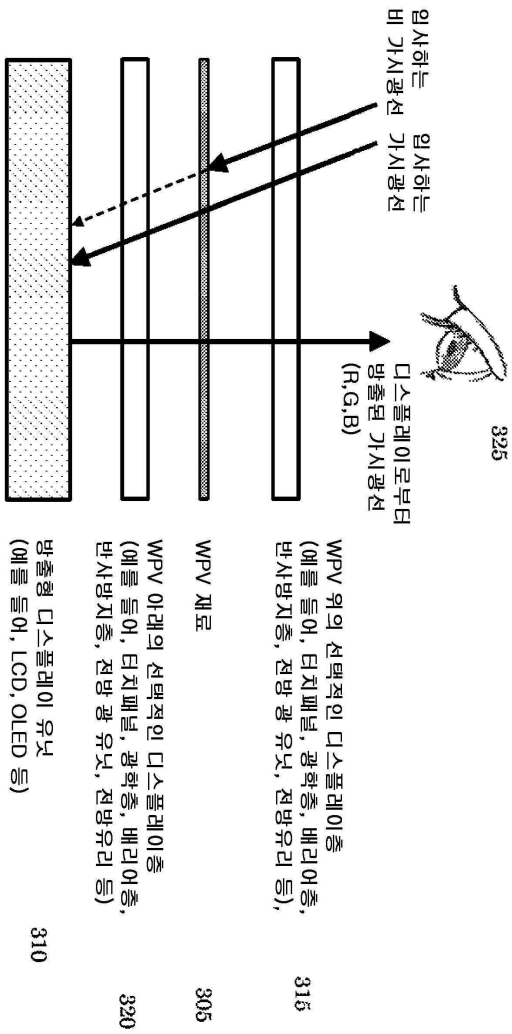 입사하는
비 가시광선
입사하는
가시광선
325
디스플레이로부터
방출된 가시광선
(R,G,B)
WPV 위의 선택적인 디스플레이층
(예를 들어, 터치패널, 광학층, 배리어층,
반사방지층, 전방 광 유닛, 전방유리 등),
315
WPV 재료
305
WPV 아래의 선택적인 디스플레이층
(예를 들어, 터치패널, 광학층, 배리어층,
반사방지층, 전방 광 유닛, 전방유리 등),
320
방출형 디스플레이 유닛
(예를 들어, LCD, OLED 등)
310